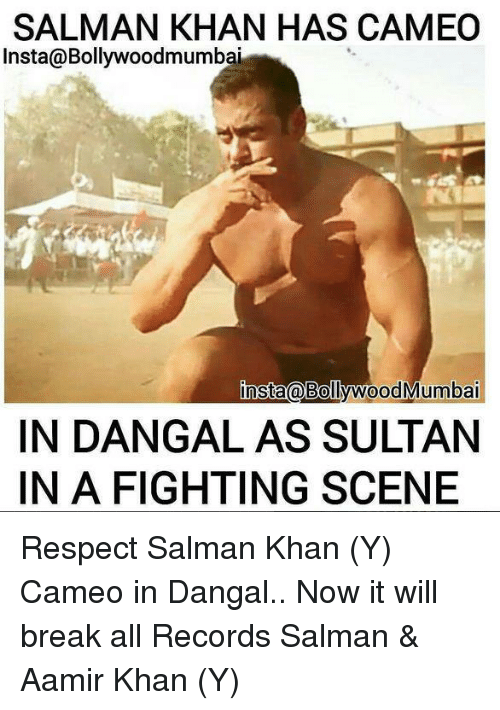 SALMAN KHAN HAS CAMEO
Insta@Bollywoodmumbai
insta@BollywoodMumbai
IN DANGAL AS SULTAN
IN A FIGHTING SCENE
Respect Salman Khan (Y)
Cameo in Dangal.. Now it will
break all Records Salman &
Aamir Khan (Y)